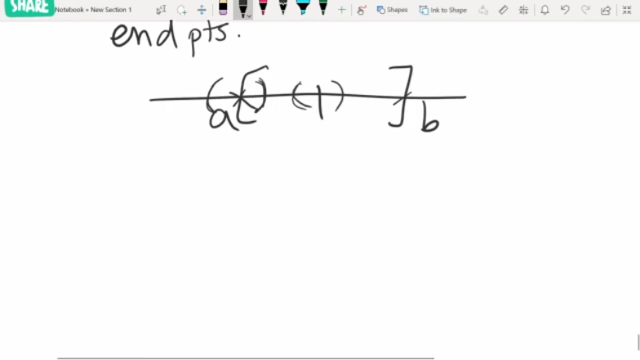 SHARE
Notebook • New Section 1
Shapes
Ink to Shape
end pts.
( [ ) ( | ) ]
a b